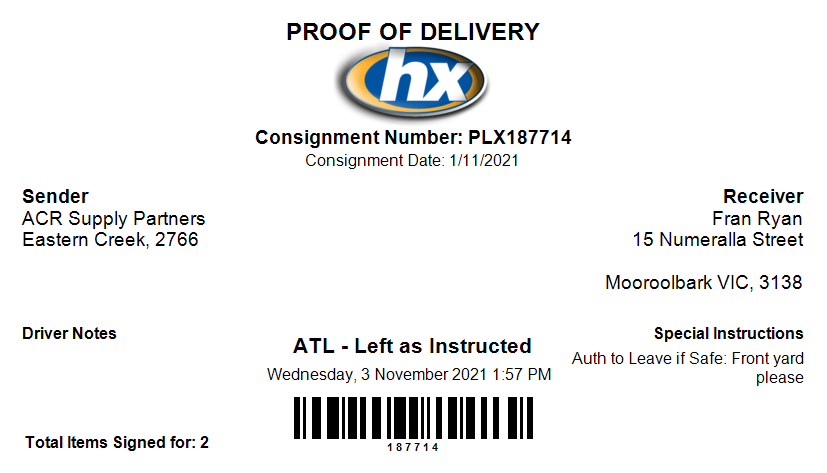 PROOF OF DELIVERY
hx
Consignment Number: PLX187714
Consignment Date: 1/11/2021
Sender
ACR Supply Partners
Eastern Creek, 2766
Receiver
Fran Ryan
15 Numeralla Street
Mooroolbark VIC, 3138
Driver Notes
ATL - Left as Instructed
Wednesday, 3 November 2021 1:57 PM
187714
Special Instructions
Auth to Leave if Safe: Front yard
please
Total Items Signed for: 2